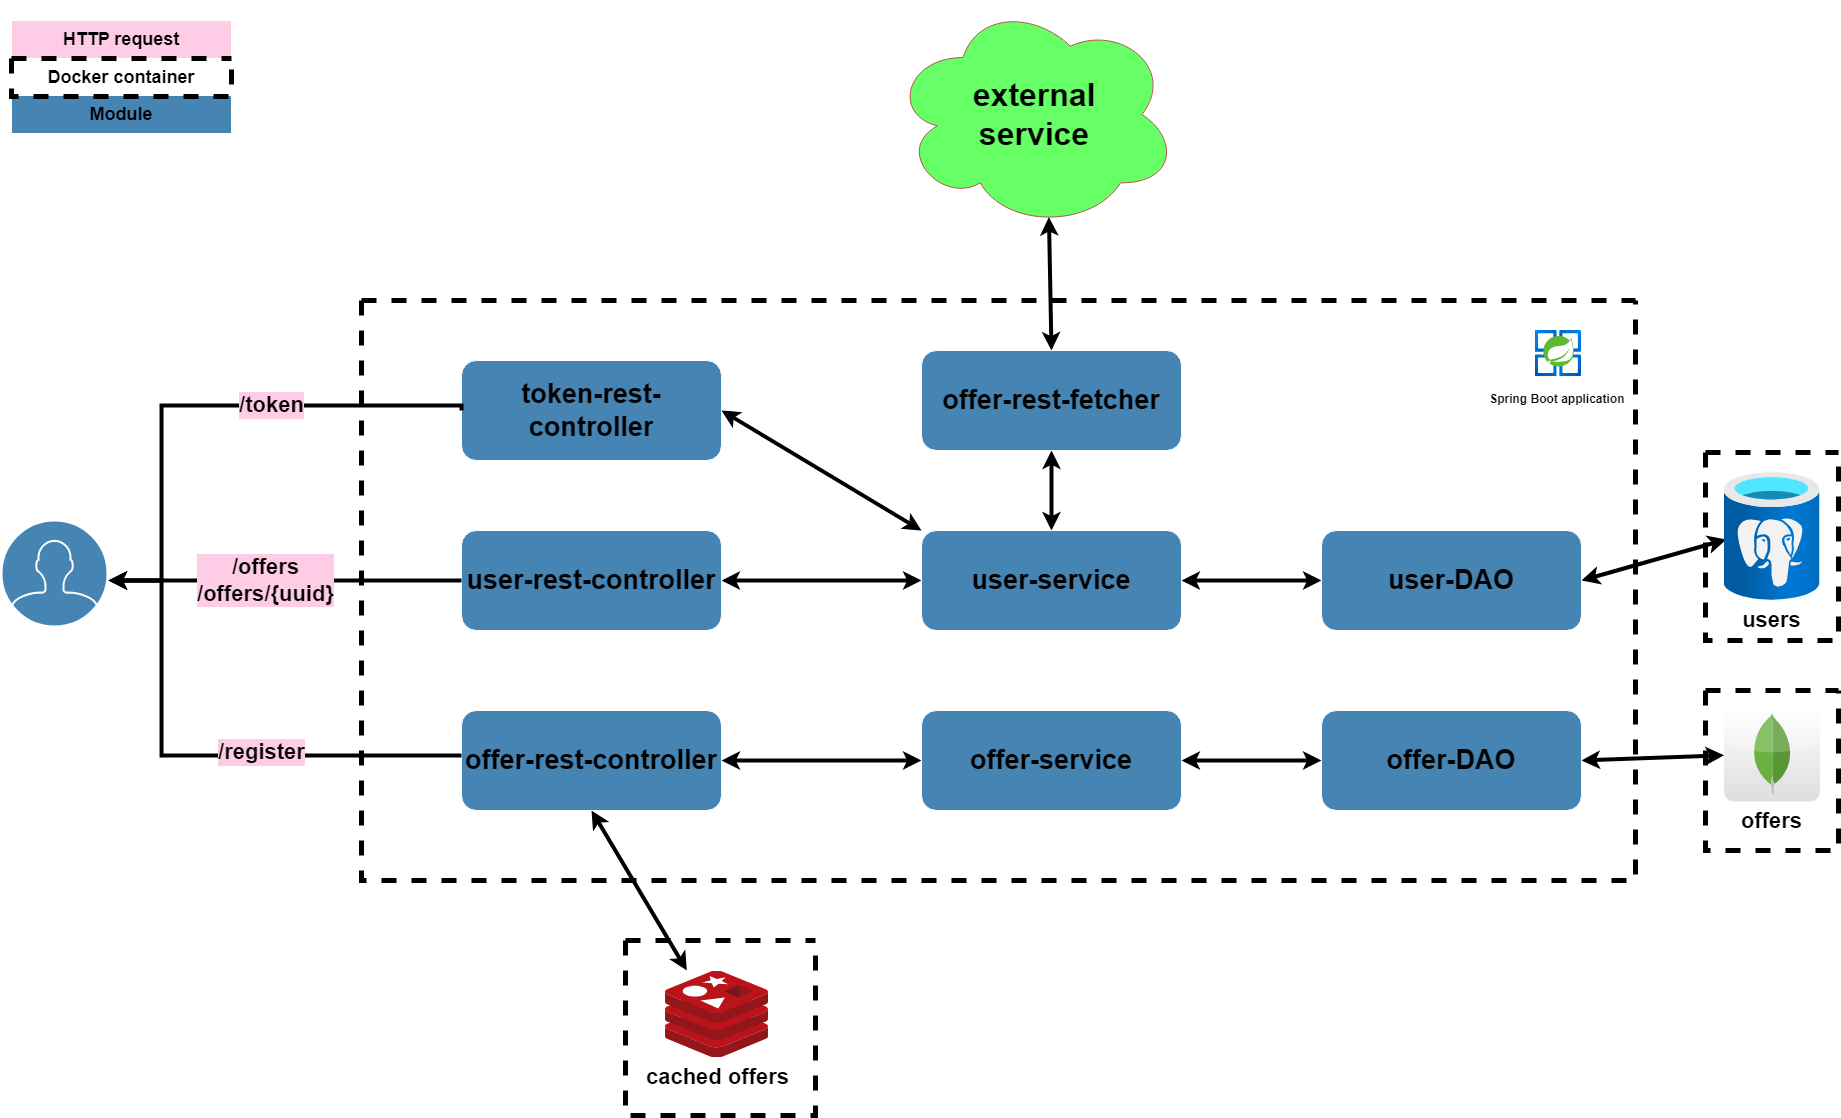 HTTP request
Docker container
Module
external
service
Spring Boot application
token-rest-
controller
offer-rest-fetcher
/token
/offers
/offers/{uuid}
user-rest-controller
user-service
user-DAO
users
/register
offer-rest-controller
offer-service
offer-DAO
offers
cached offers